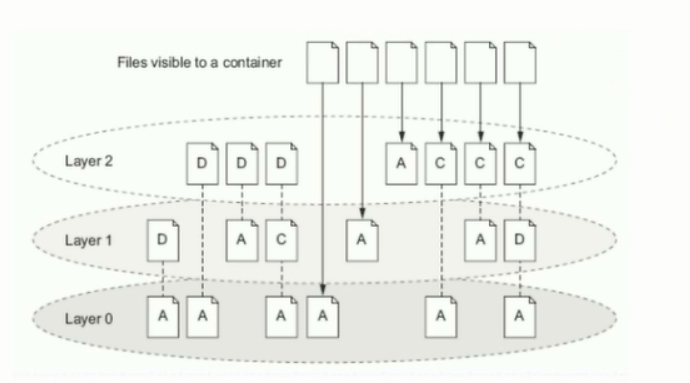 Files visible to a container
Layer 2
D D D A C C C
Layer 1
D A C A A D
Layer 0
A A A A A A